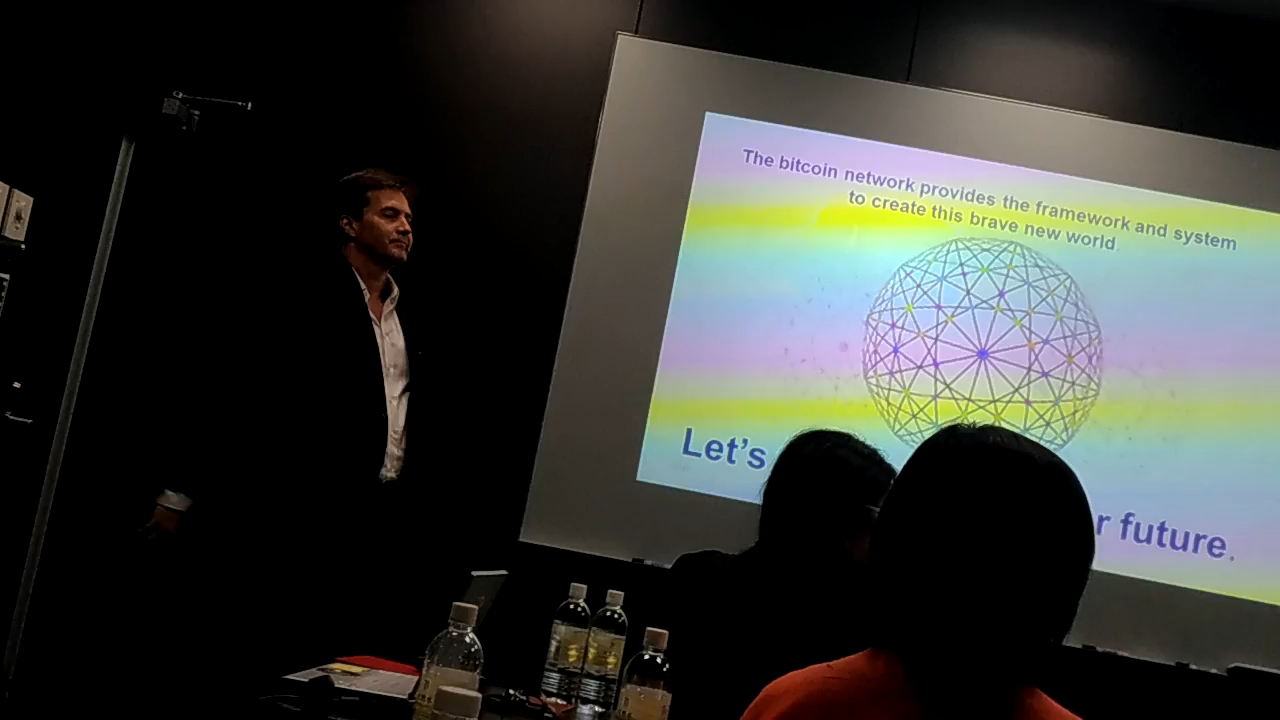 The bitcoin network provides the framework and system
to create this brave new world.
Let's
r future.